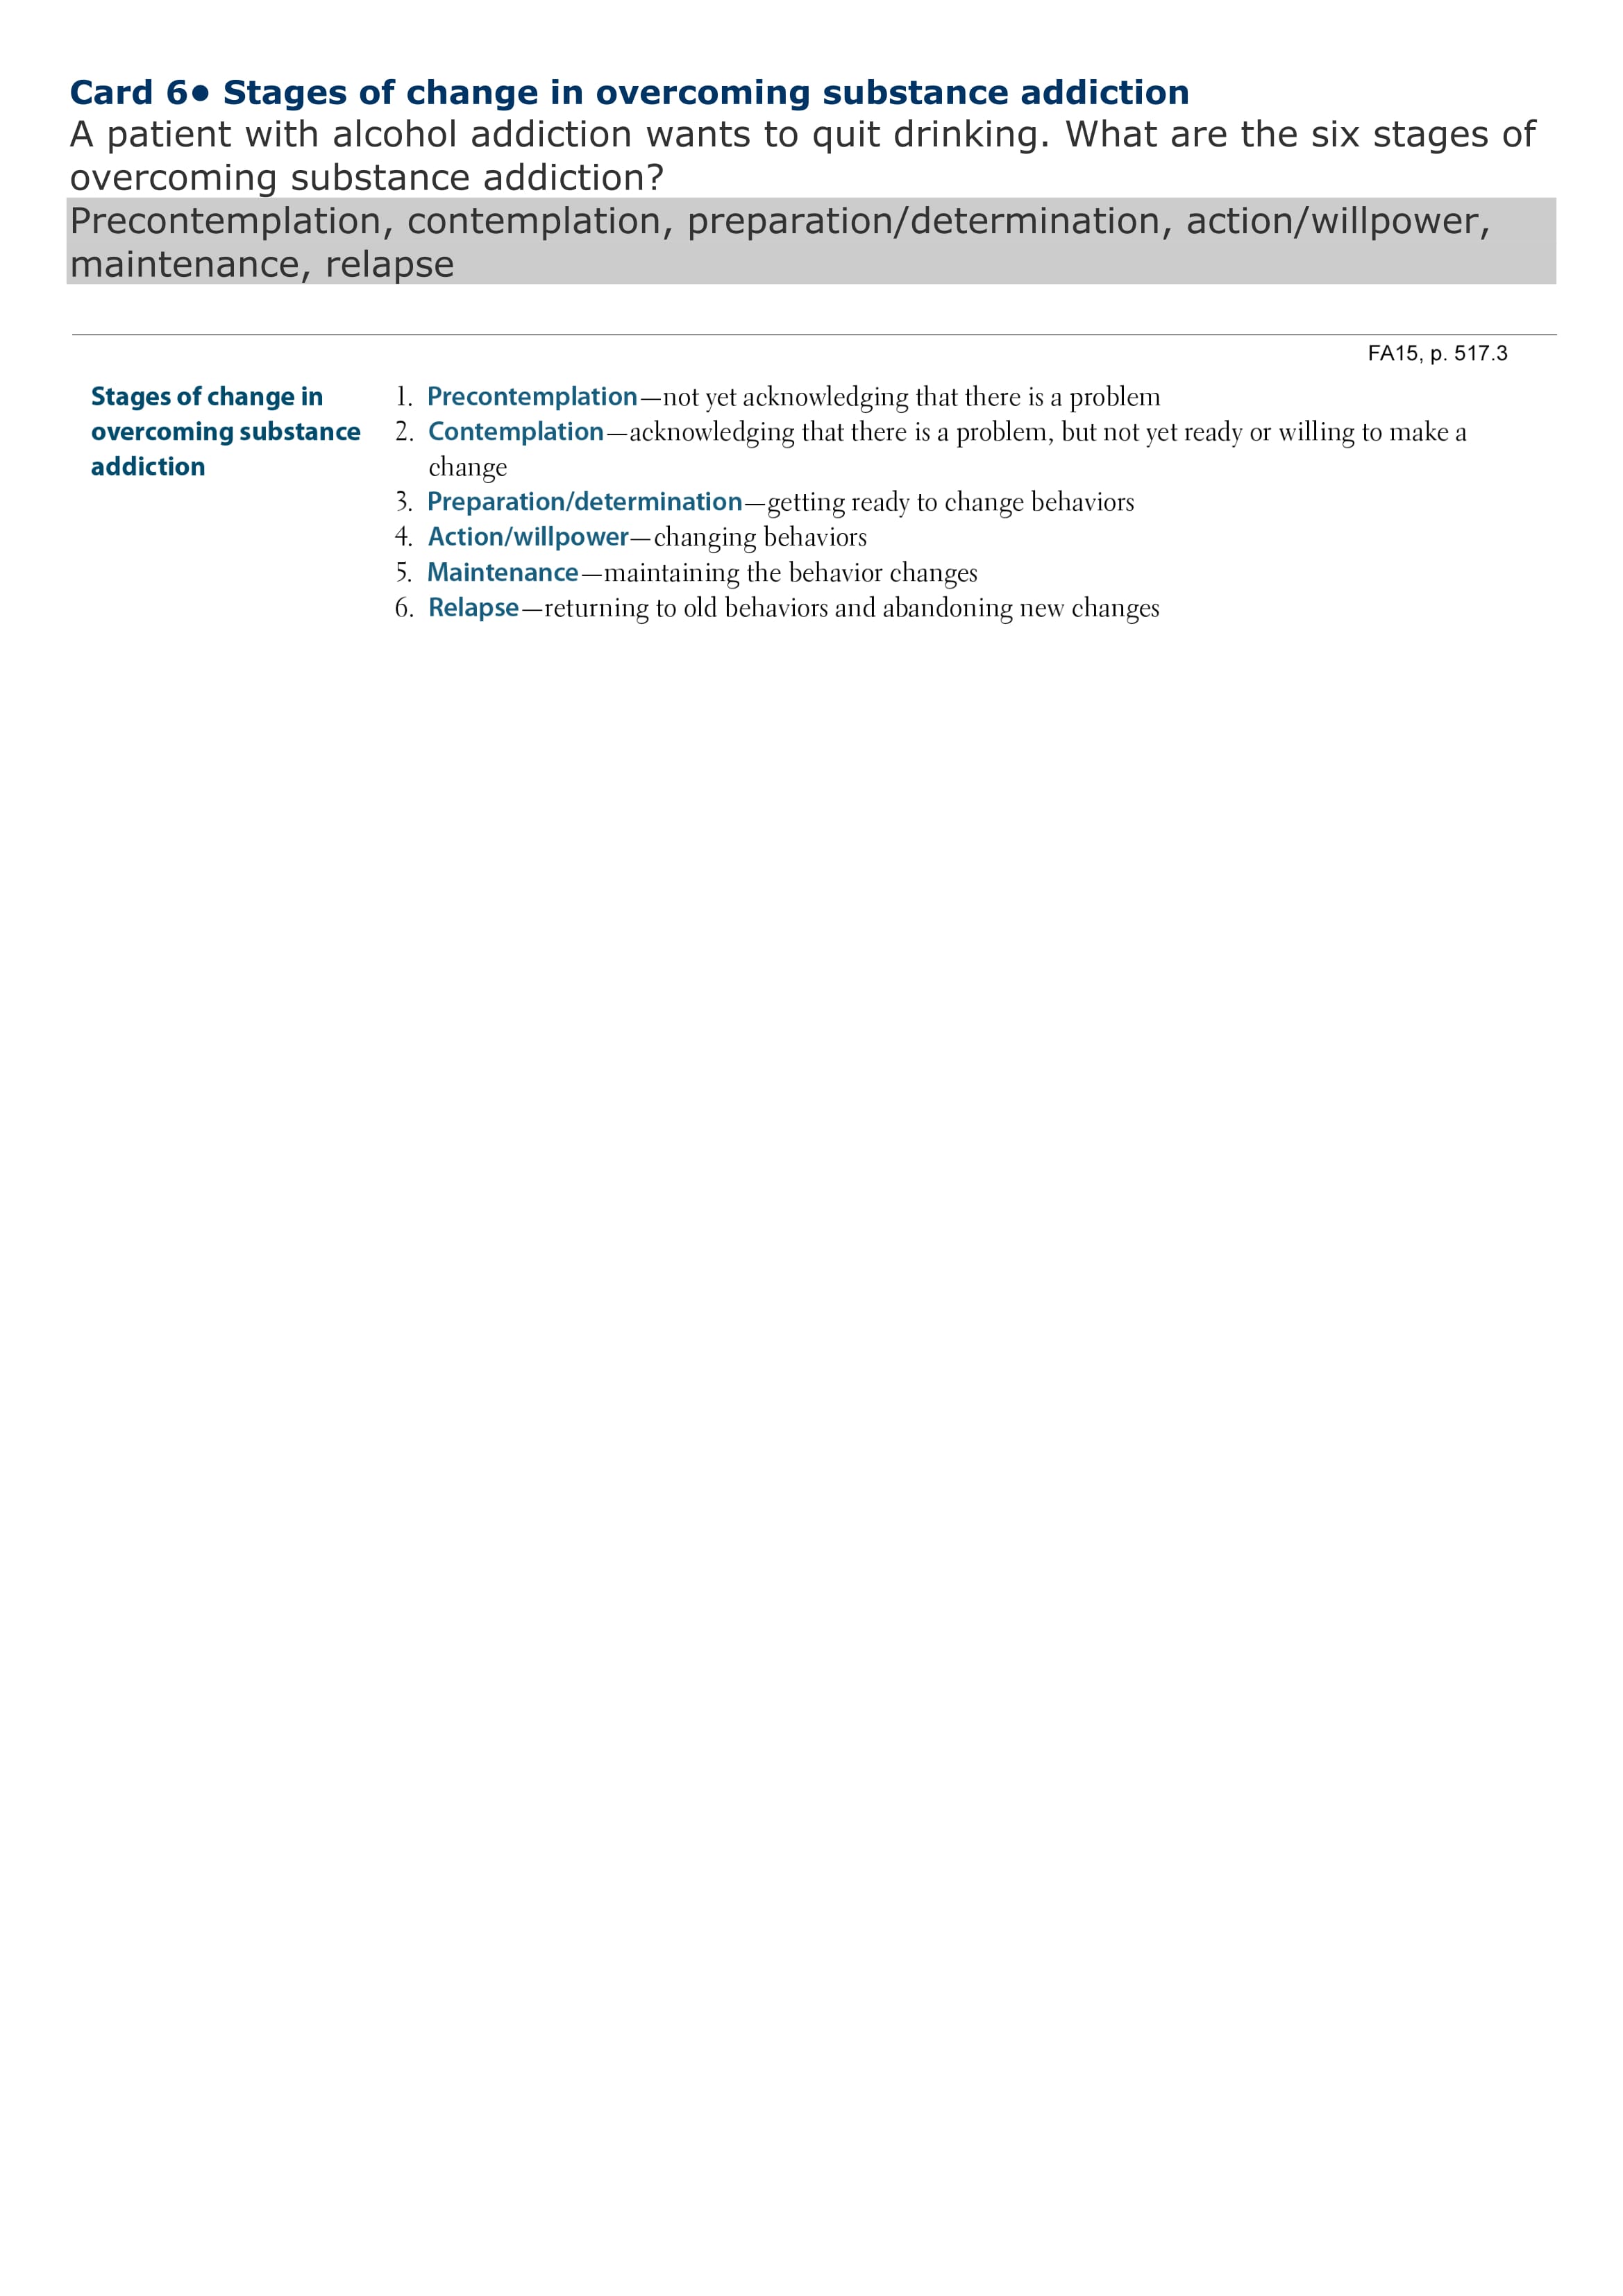 Card 6• Stages of change in overcoming substance addiction
A patient with alcohol addiction wants to quit drinking. What are the six stages of
overcoming substance addiction?
Precontemplation, contemplation, preparation/determination, action/willpower,
maintenance, relapse
FA15, p. 517.3
Stages of change in
overcoming substance
addiction
1. Precontemplation—not yet acknowledging that there is a problem
2. Contemplation—acknowledging that there is a problem, but not yet ready or willing to make a
change
3. Preparation/determination—getting ready to change behaviors
4. Action/willpower—changing behaviors
5. Maintenance—maintaining the behavior changes
6. Relapse—returning to old behaviors and abandoning new changes